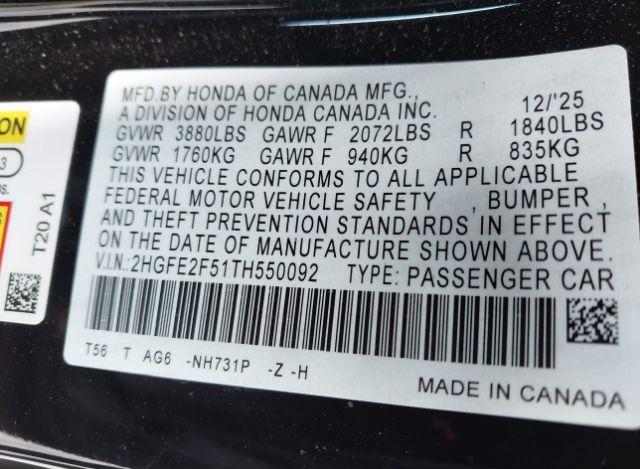 ON
3
os.
T20 A1
MFD.BY HONDA OF CANADA MFG.,
A DIVISION OF HONDA CANADA INC. 12/'25
GVWR 3880LBS GAWR F 2072LBS R 1840LBS
GVWR 1760KG GAWR F 940KG R 835KG
THIS VEHICLE CONFORMS TO ALL APPLICABLE
FEDERAL MOTOR VEHICLE SAFETY , BUMPER ,
AND THEFT PREVENTION STANDARDS IN EFFECT
ON THE DATE OF MANUFACTURE SHOWN ABOVE.
V.I.N.:2HGFE2F51TH550092 TYPE: PASSENGER CAR
T56 T AG6 -NH731P -Z -H
MADE IN CANADA